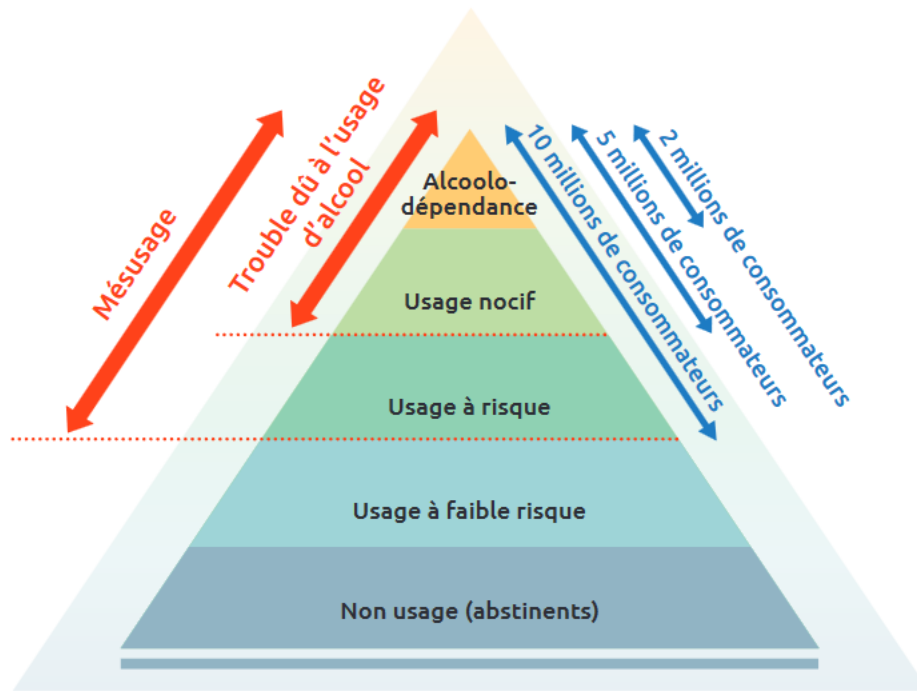 Mésusage
Trouble dû à l'usage
d'alcool
10 millions de consommateurs
5 millions de consommateurs
2 millions de consommateurs
Alcoolo-
dépendance
Usage nocif
Usage à risque
Usage à faible risque
Non usage (abstinents)